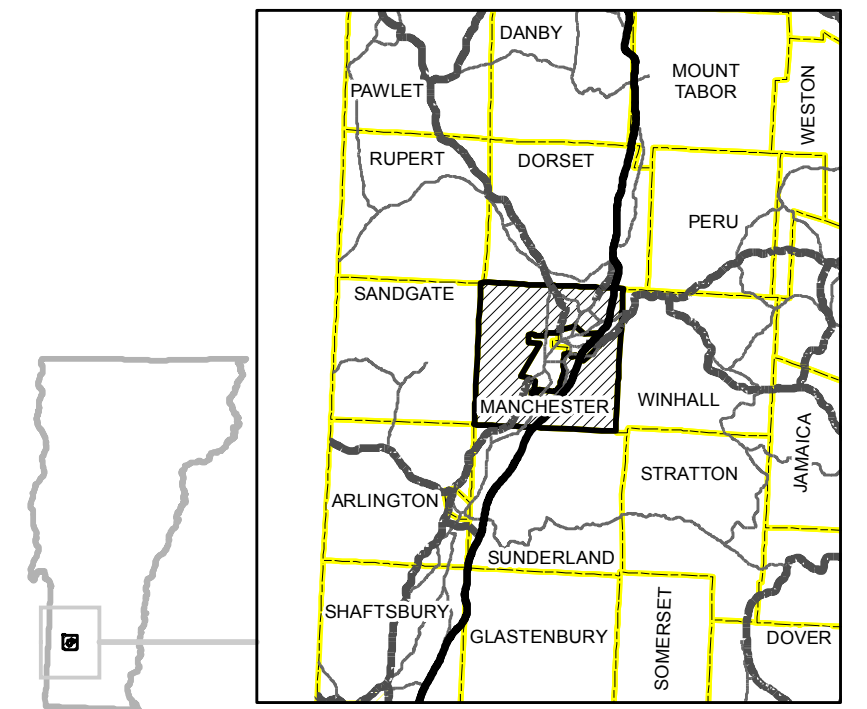 DANBY
MOUNT
TABOR
PAWLET
WESTON
RUPERT
DORSET
PERU
SANDGATE
MANCHESTER
WINHALL
JAMAICA
STRATTON
ARLINGTON
SUNDERLAND
SHAFTSBURY
GLASTENBURY
SOMERSET
DOVER